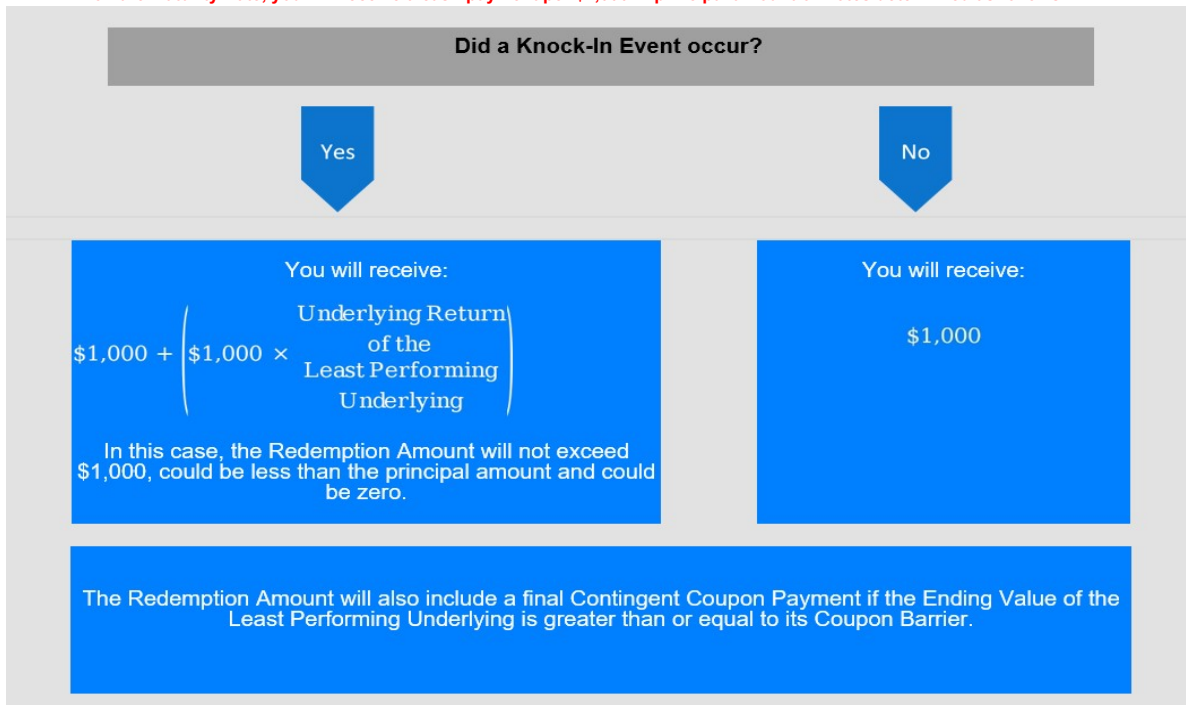 Did a Knock-In Event occur?
Yes
No
You will receive:
$1,000 + ($1,000 × Underlying Return
of the
Least Performing
Underlying)
In this case, the Redemption Amount will not exceed
$1,000, could be less than the principal amount and could
be zero.
You will receive:
$1,000
The Redemption Amount will also include a final Contingent Coupon Payment if the Ending Value of the
Least Performing Underlying is greater than or equal to its Coupon Barrier.